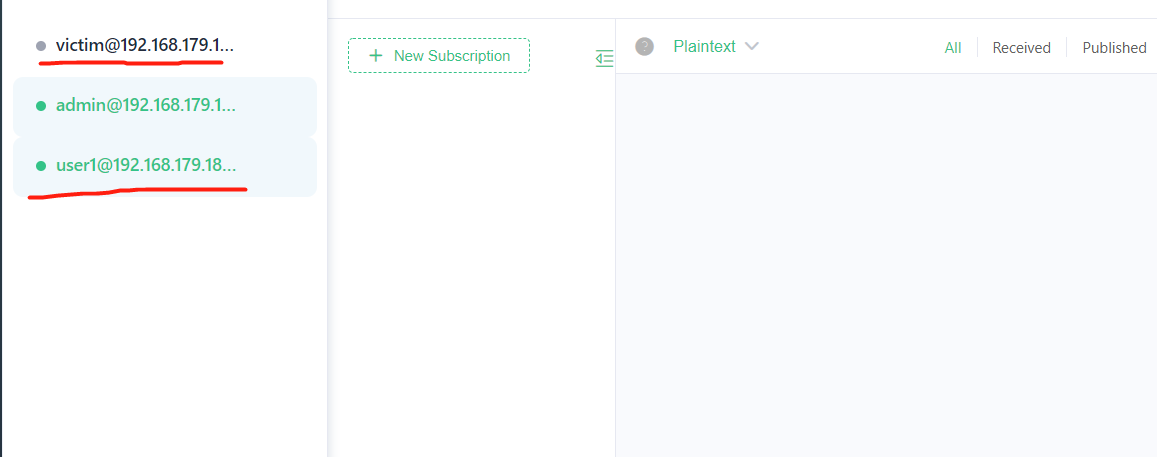 victim@192.168.179.1...
admin@192.168.179.1...
user1@192.168.179.18...
+ New Subscription
? Plaintext
All Received Published